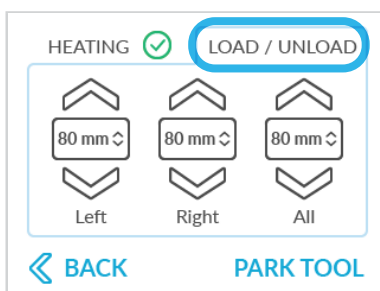 HEATING LOAD / UNLOAD
80 mm 80 mm 80 mm
Left Right All
BACK PARK TOOL